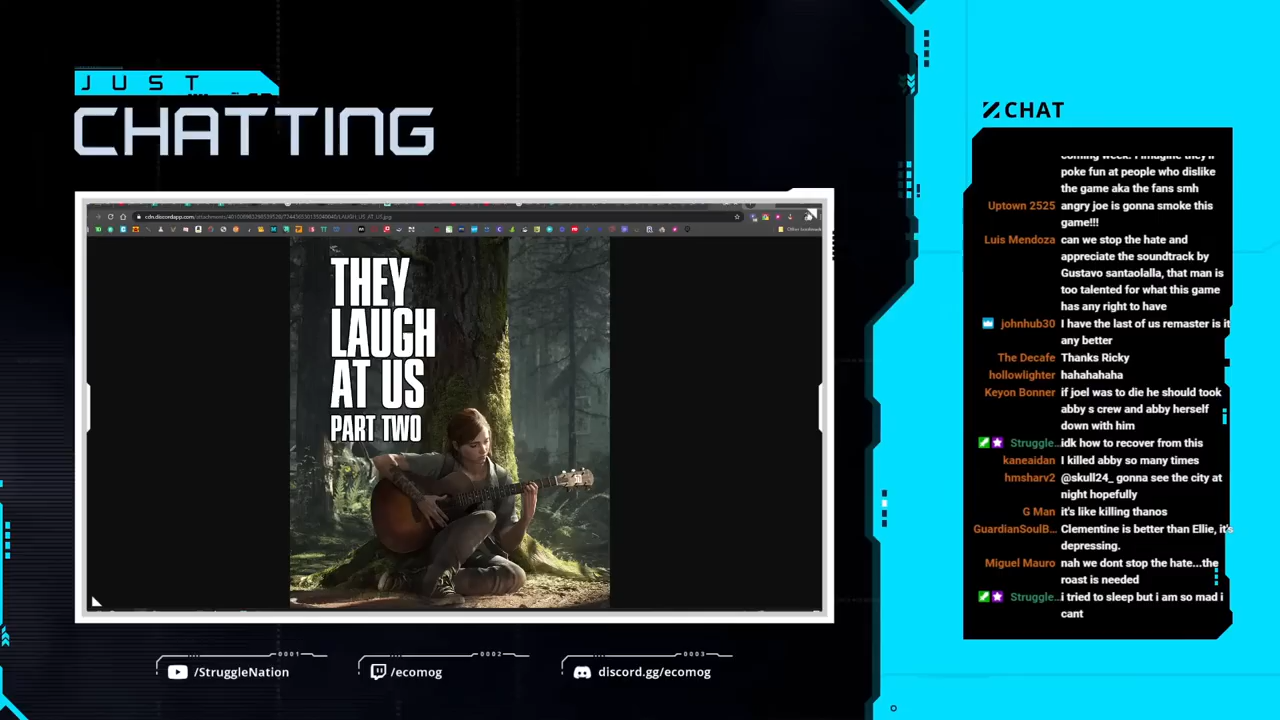 JUST
CHATTING
THEY
LAUGH
AT US
PART TWO
/StruggleNation
0001
/ecomog
0002
discord.gg/ecomog
0003
CHAT
poke fun at people who dislike
the game aka the fans smh
Uptown 2525 angry joe is gonna smoke this
game!!!
Luis Mendoza can we stop the hate and
appreciate the soundtrack by
Gustavo santaolalla, that man is
too talented for what this game
has any right to have
johnhub30 I have the last of us remaster is it
any better
The Decafe Thanks Ricky
hollowlighter hahahahaha
Keyon Bonner if joel was to die he should took
abby s crew and abby herself
down with him
Struggle... idk how to recover from this
kaneaidan I killed abby so many times
hmsharv2 @skull24_ gonna see the city at
night hopefully
G Man it's like killing thanos
GuardianSoulB... Clementine is better than Ellie, it's
depressing.
Miguel Mauro nah we dont stop the hate...the
roast is needed
Struggle... i tried to sleep but i am so mad i
cant